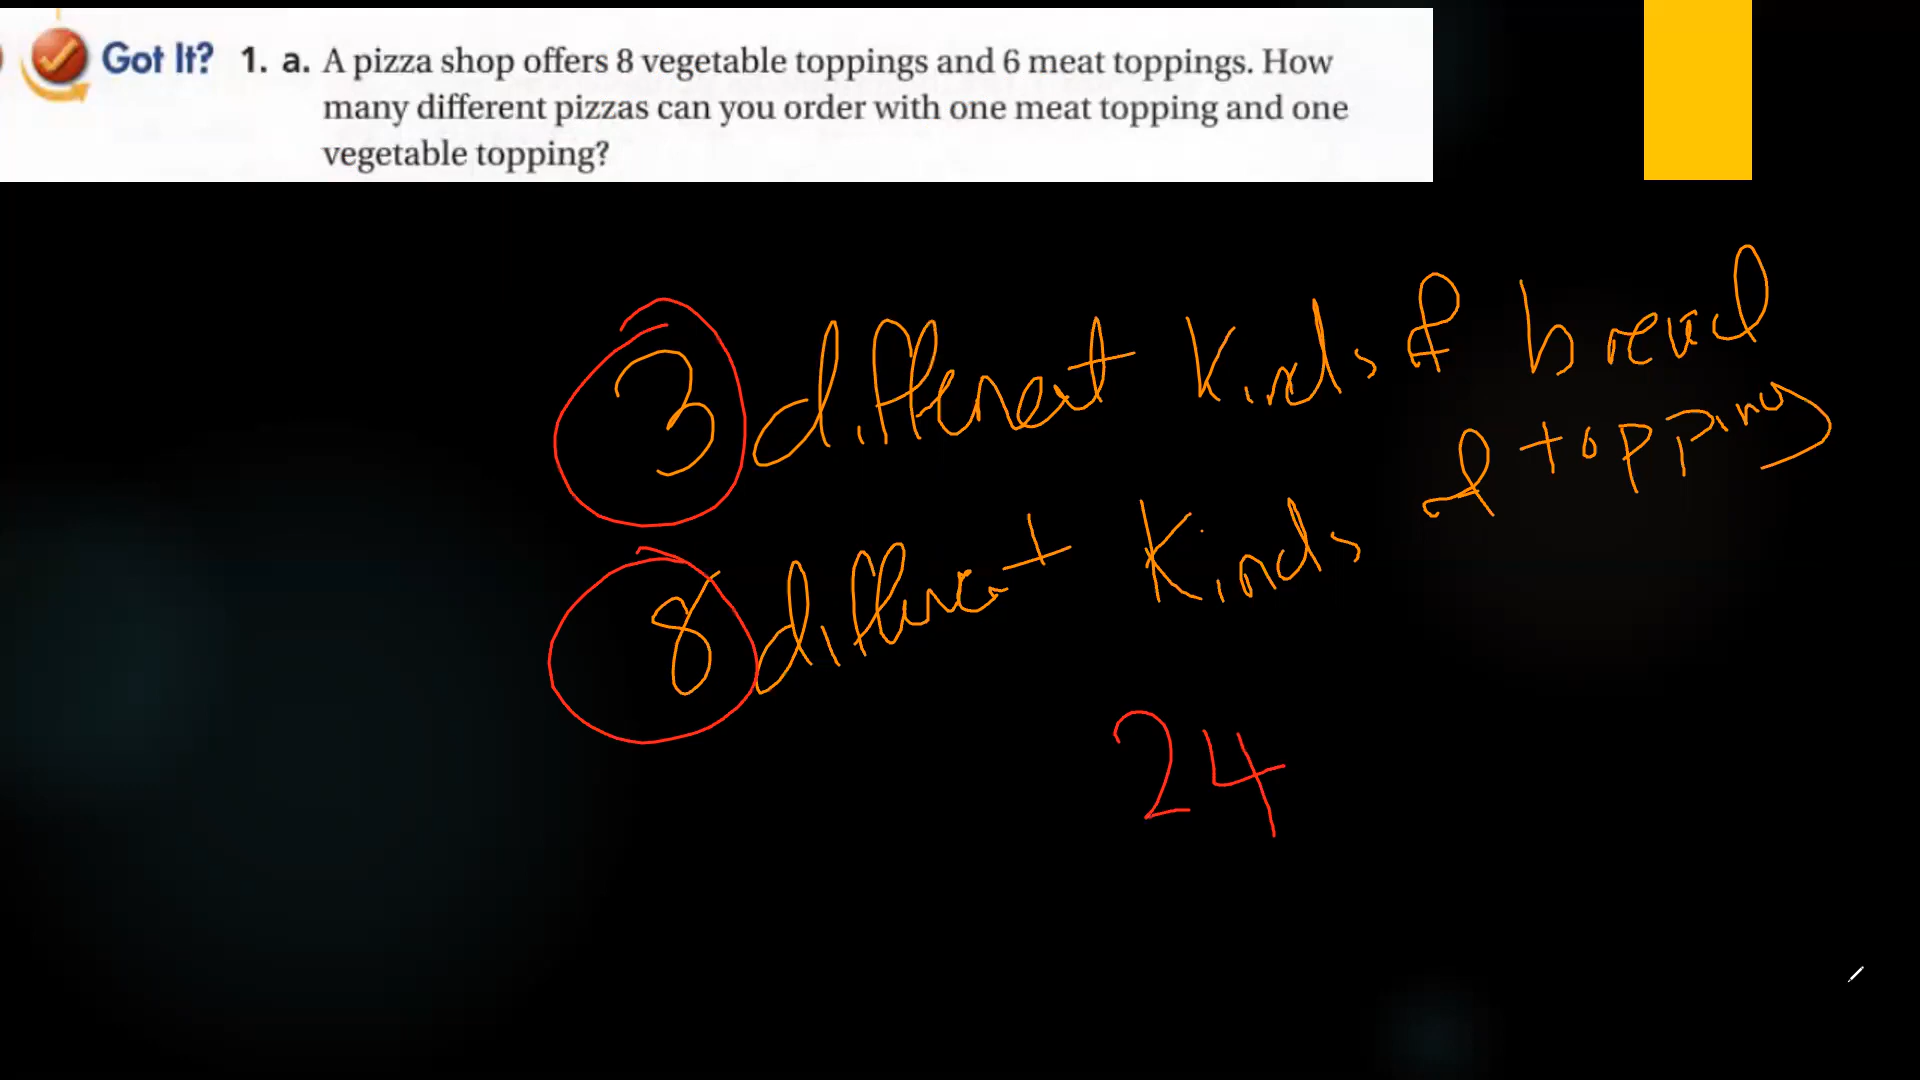 Got It? 1. a. A pizza shop offers 8 vegetable toppings and 6 meat toppings. How
many different pizzas can you order with one meat topping and one
vegetable topping?
3 different kinds of bread
8 different kinds of topping
24